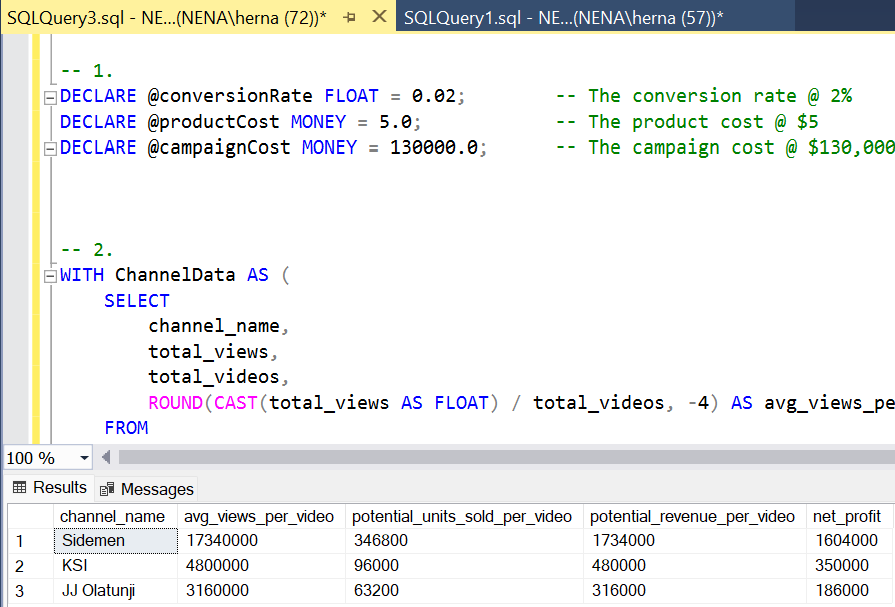 SQLQuery3.sql - NE...(NENA\herna (72))* SQLQuery1.sql - NE...(NENA\herna (57))*
-- 1.
DECLARE @conversionRate FLOAT = 0.02; -- The conversion rate @ 2%
DECLARE @productCost MONEY = 5.0; -- The product cost @ $5
DECLARE @campaignCost MONEY = 130000.0; -- The campaign cost @ $130,000
-- 2.
WITH ChannelData AS (
SELECT
channel_name,
total_views,
total_videos,
ROUND(CAST(total_views AS FLOAT) / total_videos, -4) AS avg_views_pe
FROM
100 %
Results Messages
channel_name avg_views_per_video potential_units_sold_per_video potential_revenue_per_video net_profit
1 Sidemen 17340000 346800 1734000 1604000
2 KSI 4800000 96000 480000 350000
3 JJ Olatunji 3160000 63200 316000 186000